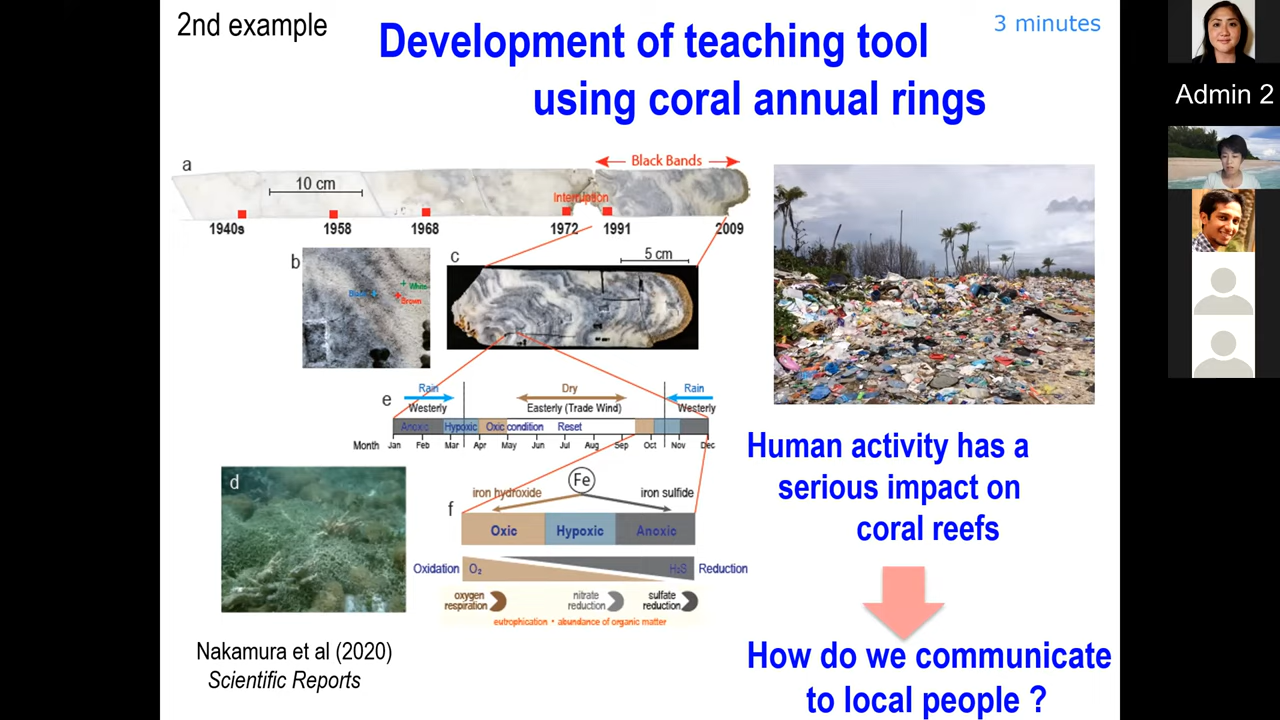 2nd example
Development of teaching tool
using coral annual rings
3 minutes
Admin 2
a
10 cm
Black Bands
Interruption
1940s
1958
1968
1972
1991
2009
b
Black
White
Brown
c
5 cm
e
Rain
Dry
Rain
Westerly
Easterly (Trade Wind)
Westerly
Anoxic
Hypoxic
Oxic condition
Reset
Month
Jan
Feb
Mar
Apr
May
Jun
Jul
Aug
Sep
Oct
Nov
Dec
d
f
Fe
iron hydroxide
iron sulfide
Oxic
Hypoxic
Anoxic
Oxidation
O₂
H₂S
Reduction
oxygen
respiration
nitrate
reduction
sulfate
reduction
eutrophication・abundance of organic matter
Nakamura et al (2020)
Scientific Reports
Human activity has a
serious impact on
coral reefs
How do we communicate
to local people ?